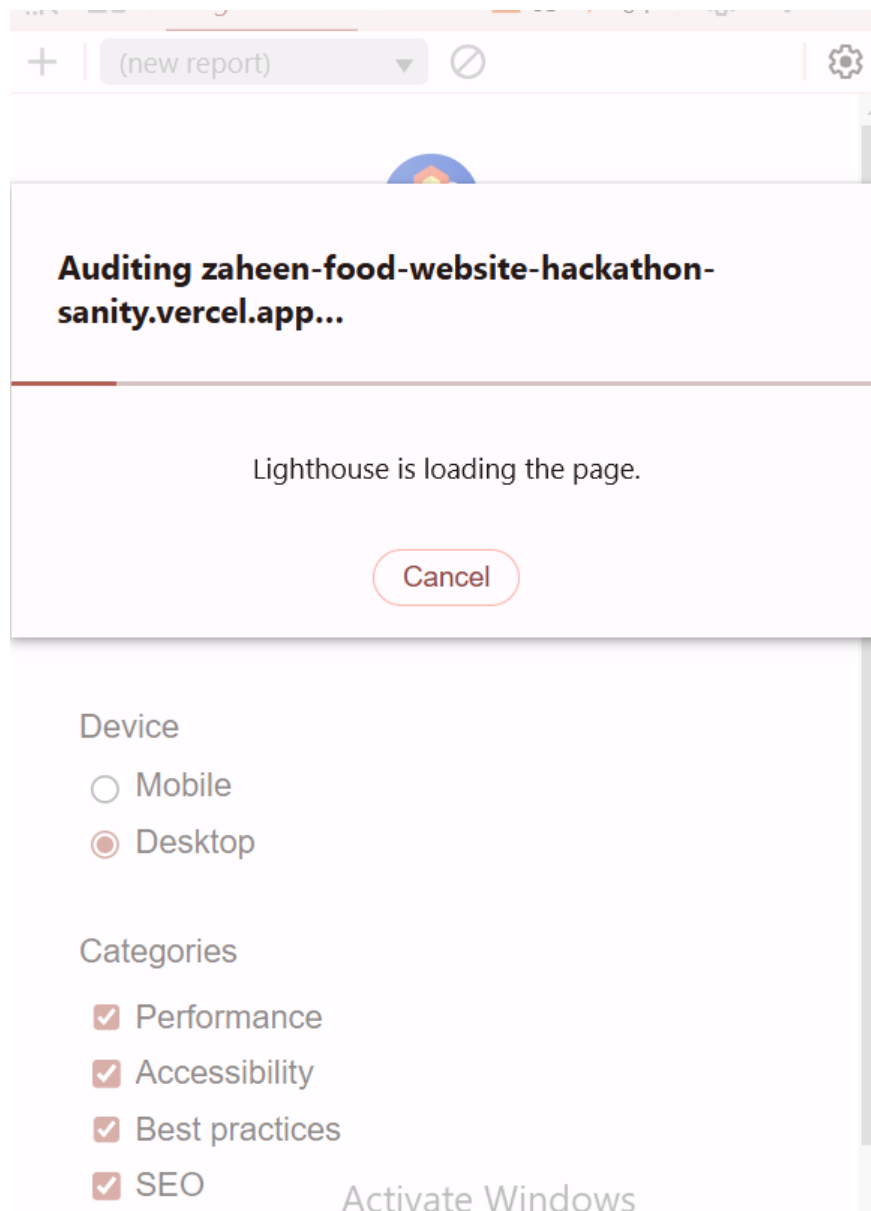 (new report)
Auditing zaheen-food-website-hackathon-
sanity.vercel.app...
Lighthouse is loading the page.
Cancel
Device
Mobile
Desktop
Categories
Performance
Accessibility
Best practices
SEO
Activate Windows